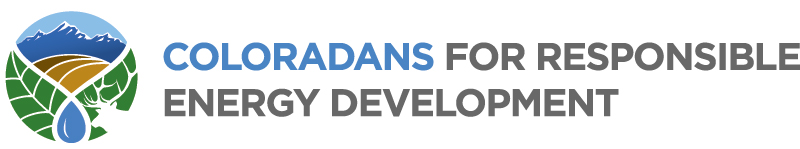 COLORADANS FOR RESPONSIBLE
ENERGY DEVELOPMENT